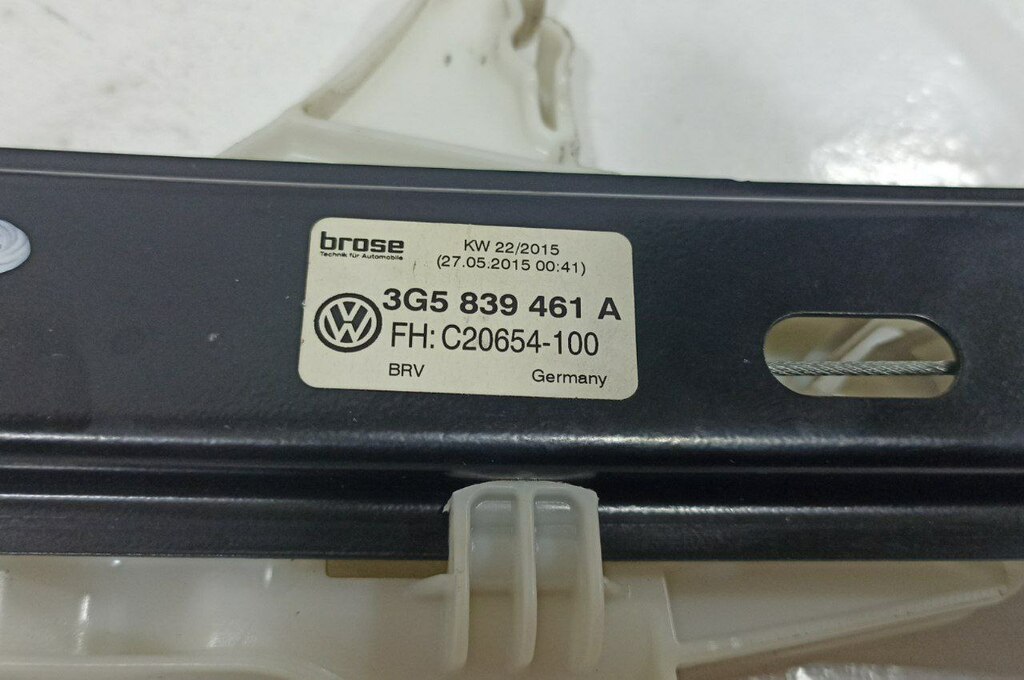 brose
Technik für Automobile
KW 22/2015
(27.05.2015 00:41)
3G5 839 461 A
FH: C20654-100
BRV
Germany